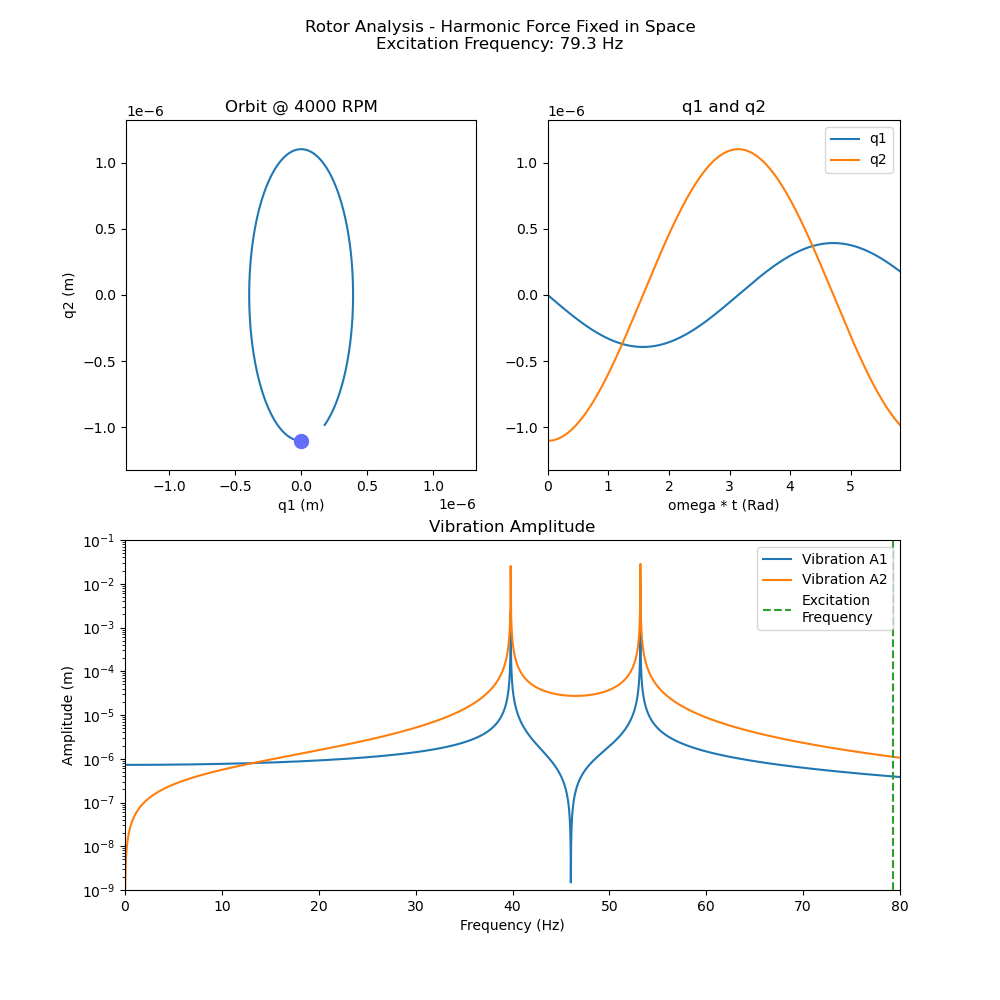 Rotor Analysis - Harmonic Force Fixed in Space
Excitation Frequency: 79.3 Hz
Orbit @ 4000 RPM
1e−6
1.0
0.5
0.0
−0.5
−1.0
q2 (m)
−1.0 −0.5 0.0 0.5 1.0
q1 (m)
1e−6
q1 and q2
1e−6
q1
q2
1.0
0.5
0.0
−0.5
−1.0
0 1 2 3 4 5
omega * t (Rad)
Vibration Amplitude
Vibration A1
Vibration A2
Excitation
Frequency
10−1
10−2
10−3
10−4
10−5
10−6
10−7
10−8
10−9
Amplitude (m)
0 10 20 30 40 50 60 70 80
Frequency (Hz)